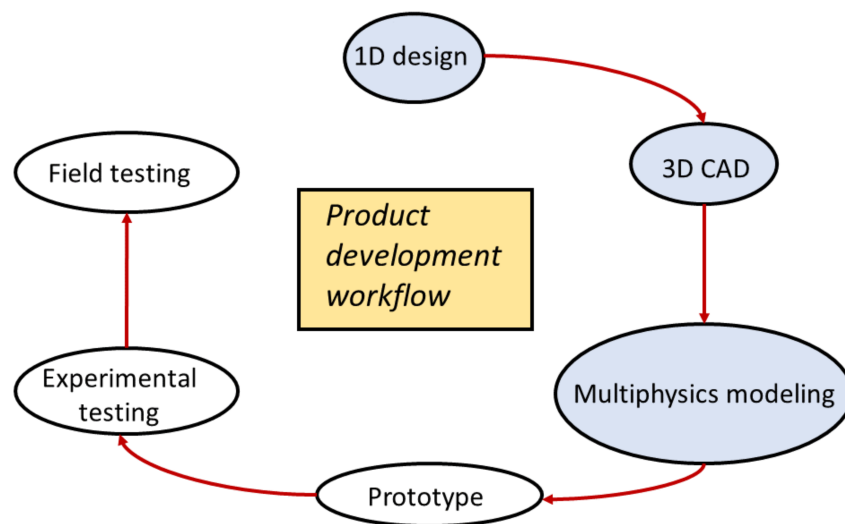 1D design
3D CAD
Field testing
Product
development
workflow
Experimental
testing
Multiphysics modeling
Prototype